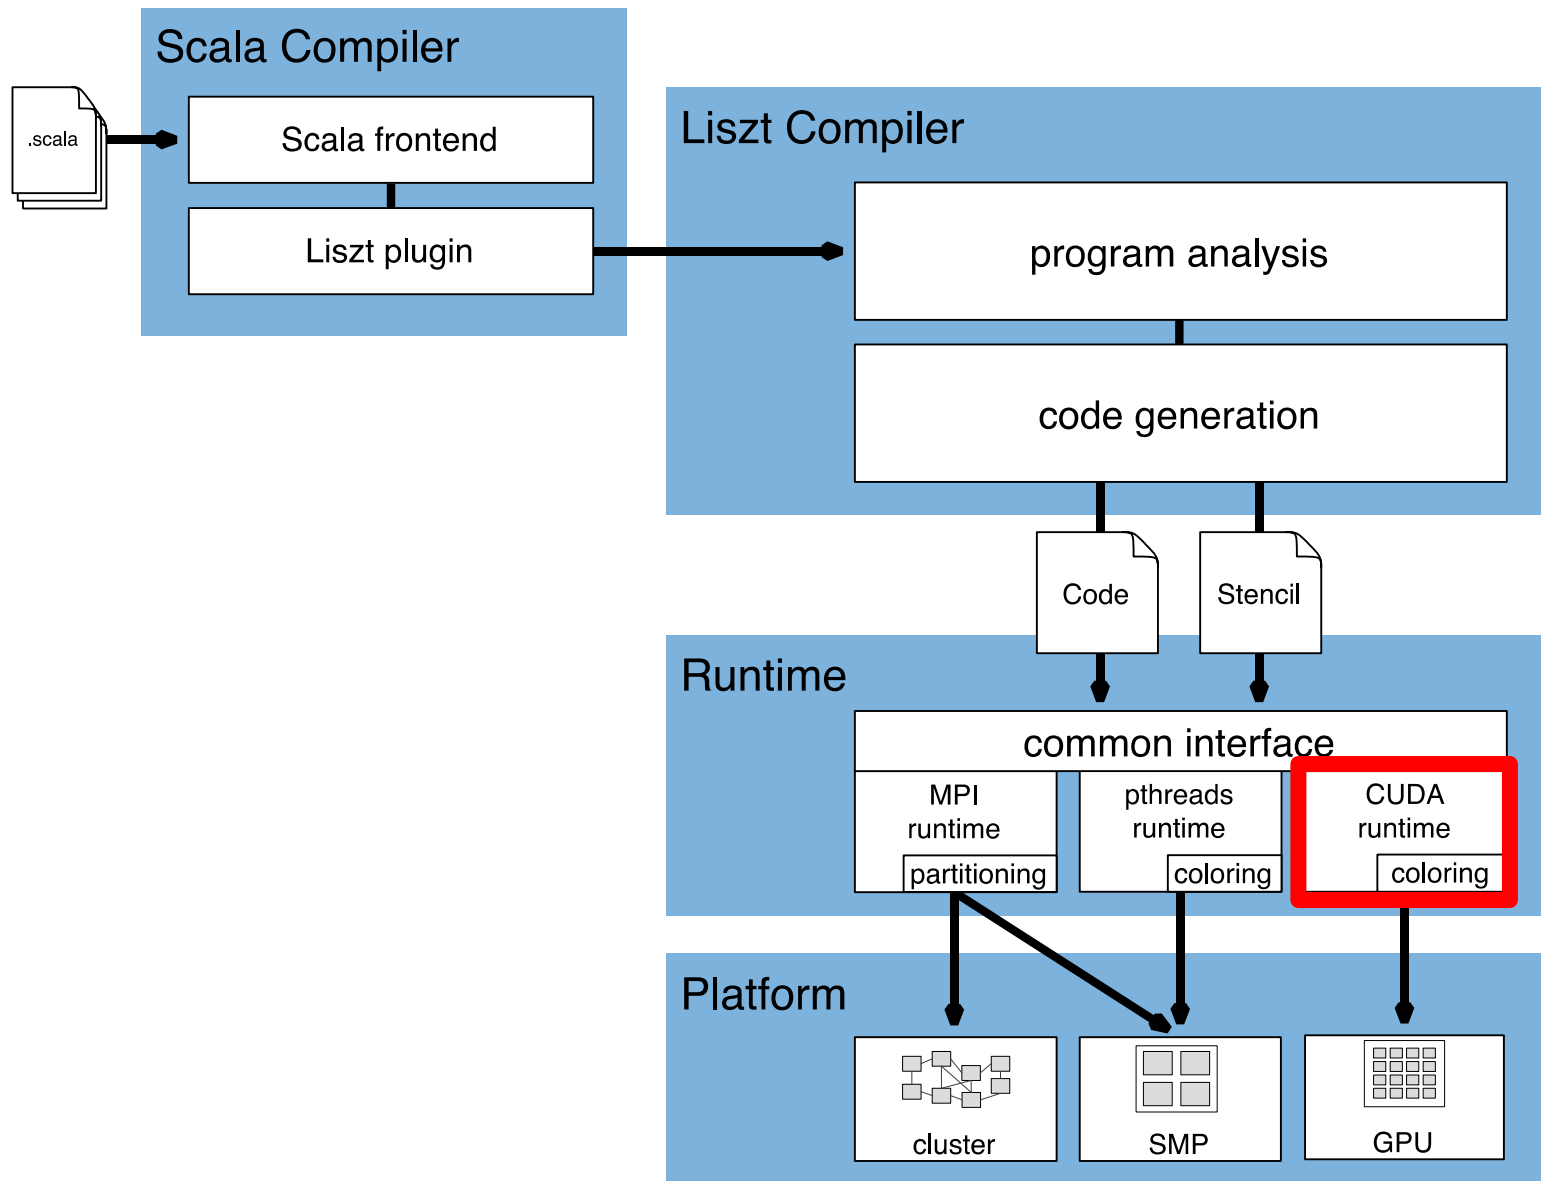 Scala Compiler
.scala
Scala frontend
Liszt plugin
Liszt Compiler
program analysis
code generation
Code
Stencil
Runtime
common interface
MPI
runtime
partitioning
pthreads
runtime
coloring
CUDA
runtime
coloring
Platform
cluster
SMP
GPU